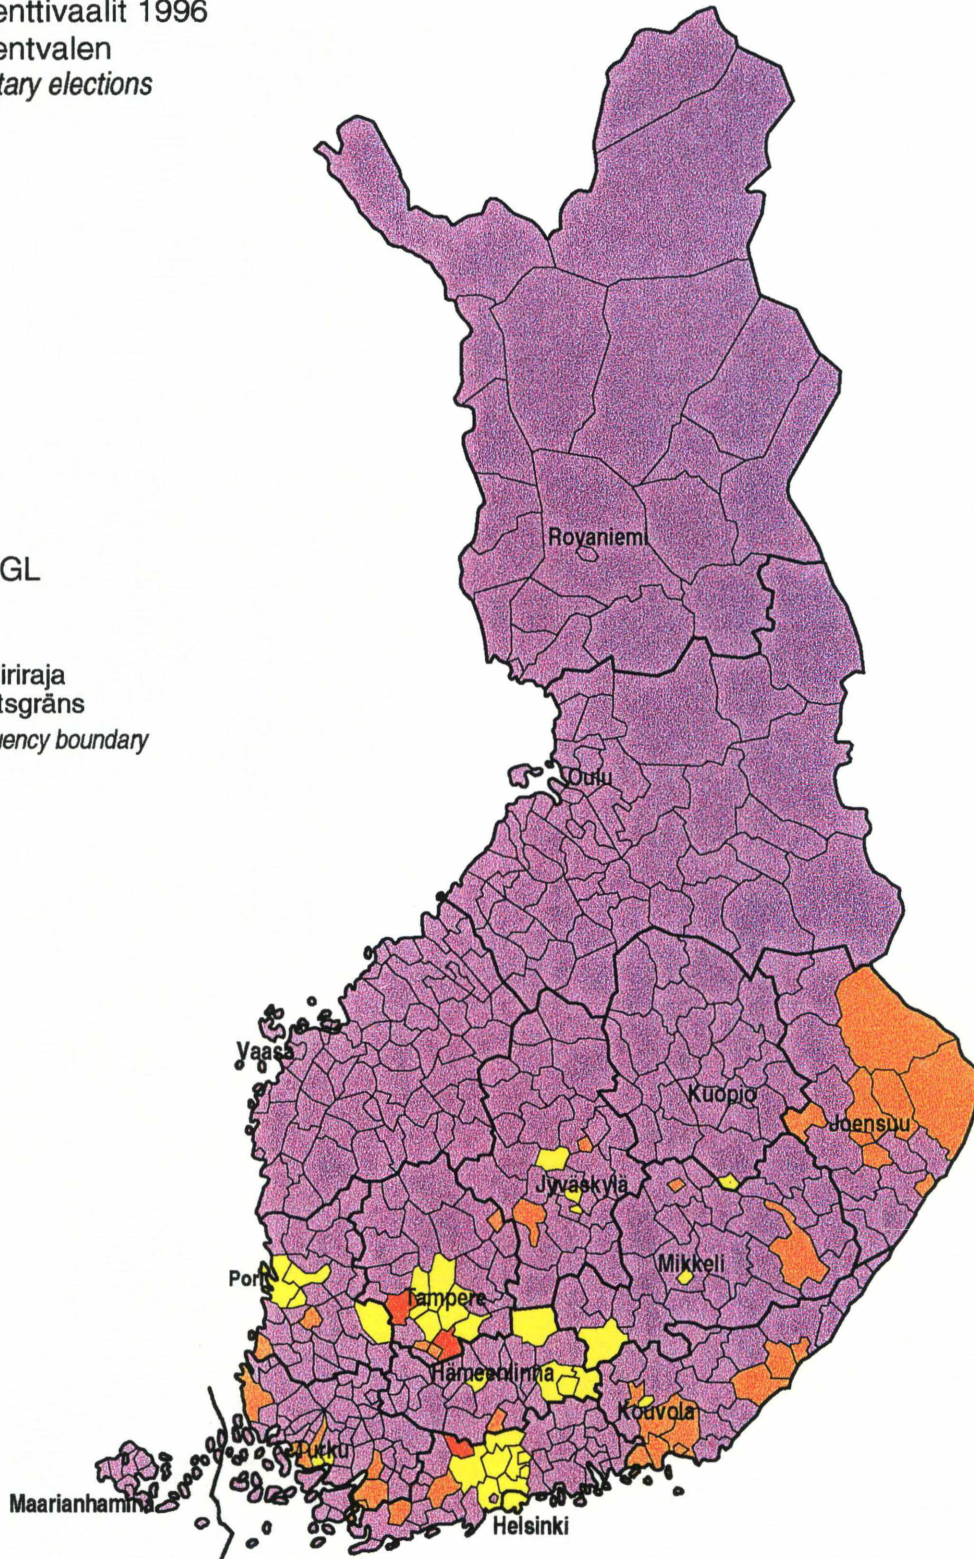 enttivaalit 1996
entvalen
tary elections
GL
iriraja
tsgräns
uency boundary
Rovaniemi
Oulu
Vaasa
Kuopio
Joensuu
Jyväskylä
Mikkeli
Pori
Tampere
Hämeenlinna
Kouvola
Turku
Maarianhamina
Helsinki